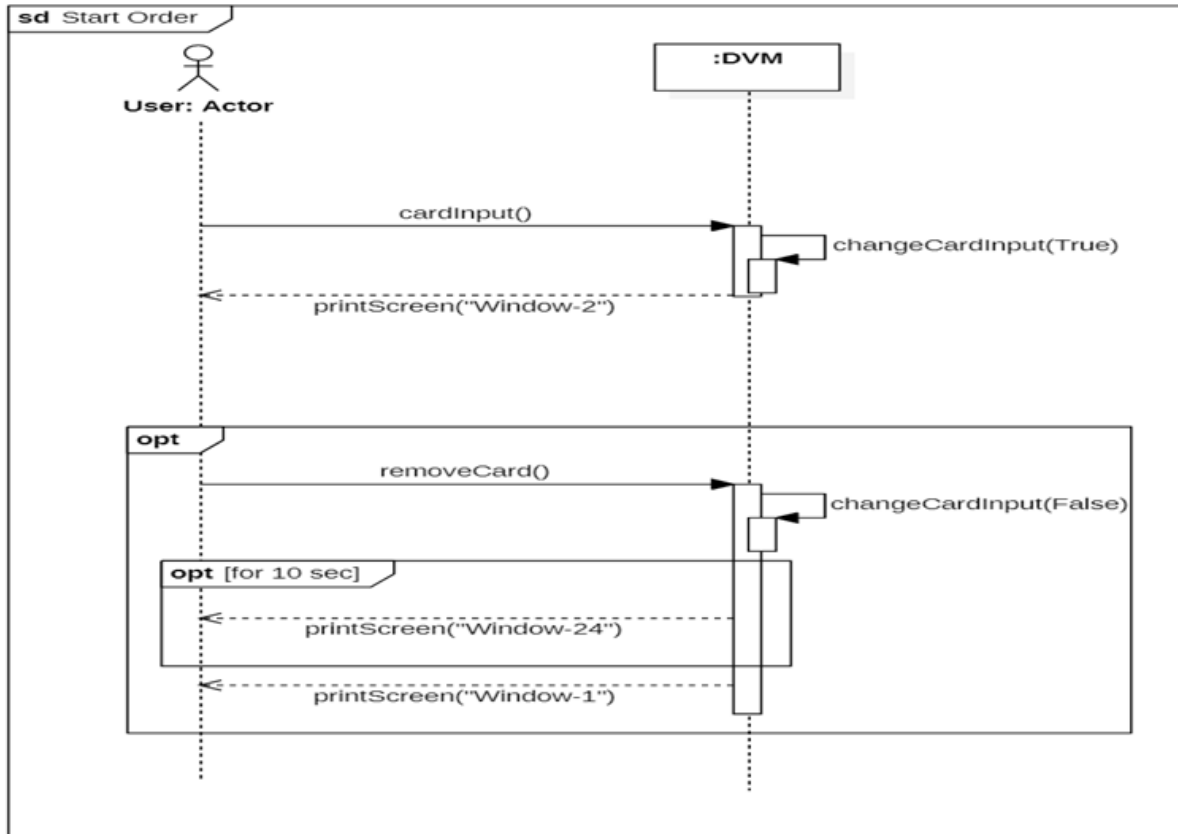 sd Start Order
:DVM
User: Actor
cardInput()
changeCardInput(True)
printScreen("Window-2")
opt
removeCard()
changeCardInput(False)
opt [for 10 sec]
printScreen("Window-24")
printScreen("Window-1")